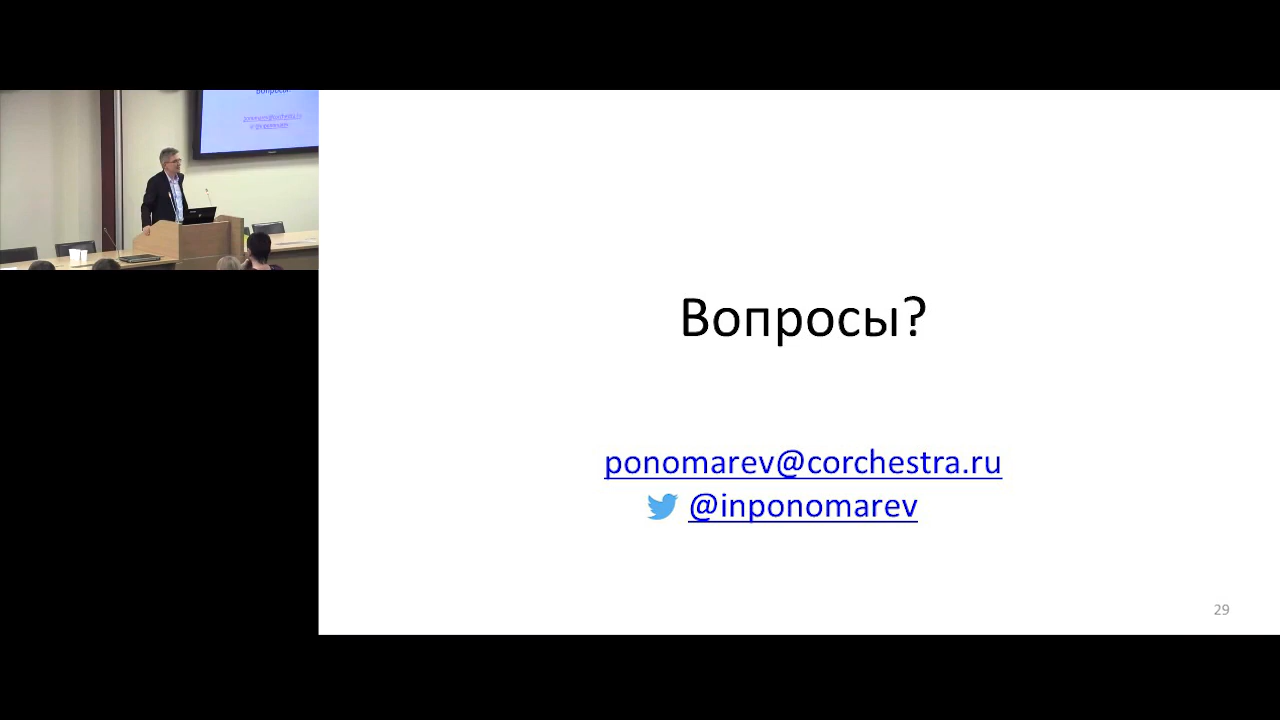 Вопросы?
ponomarev@corchestra.ru
@inponomarev
29